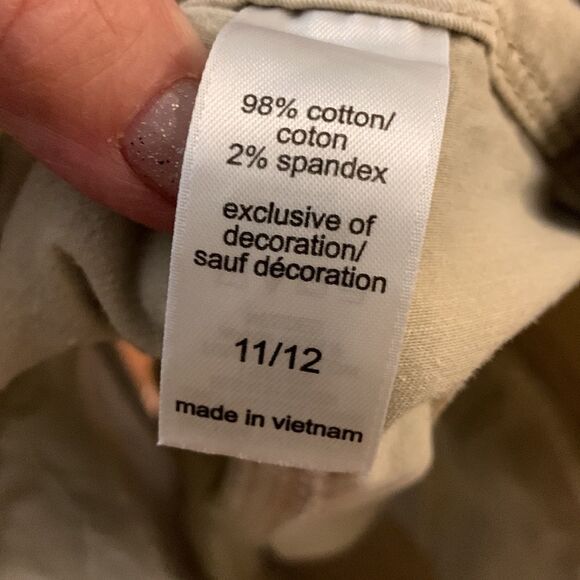 98% cotton/
coton
2% spandex
exclusive of
decoration/
sauf décoration
11/12
made in vietnam